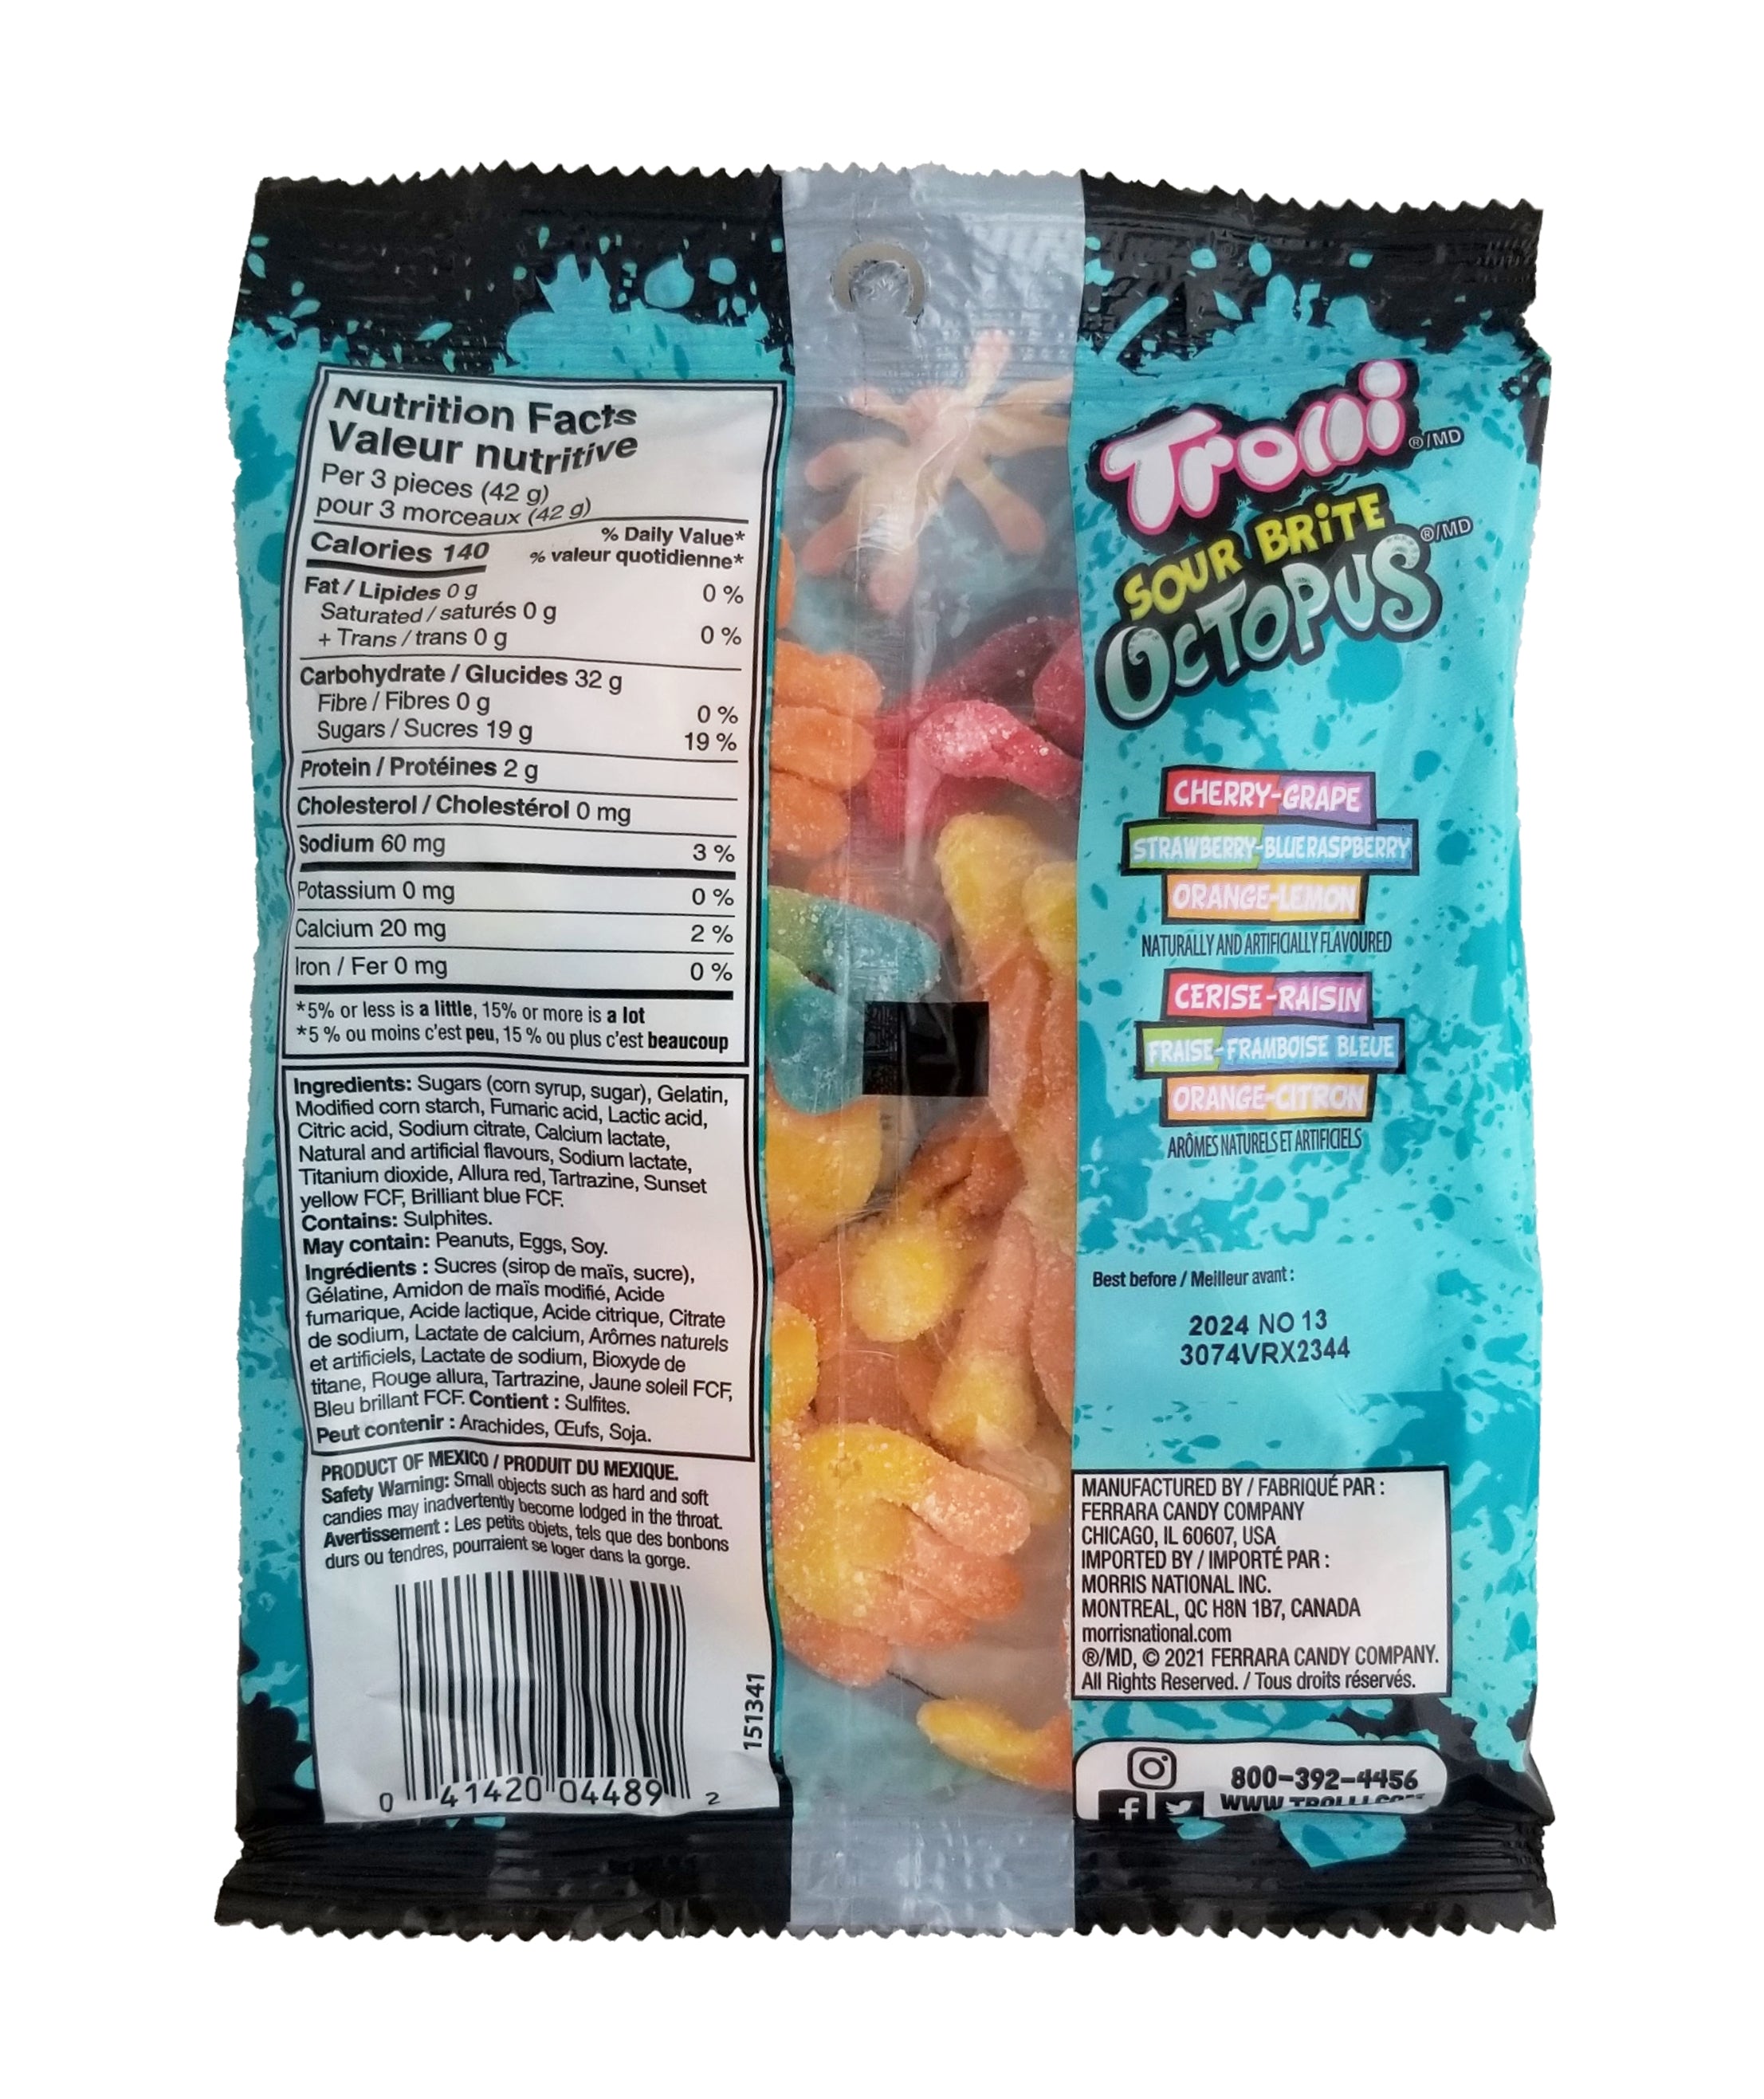 Nutrition Facts
Valeur nutritive
Per 3 pieces (42 g)
pour 3 morceaux (42 g)
% Daily Value*
Calories 140
% valeur quotidienne*
Fat / Lipides 0 g 0 %
Saturated / saturés 0 g
+ Trans / trans 0 g 0 %
Carbohydrate / Glucides 32 g
Fibre / Fibres 0 g 0 %
Sugars / Sucres 19 g 19 %
Protein / Protéines 2 g
Cholesterol / Cholestérol 0 mg
Sodium 60 mg 3 %
Potassium 0 mg 0 %
Calcium 20 mg 2 %
Iron / Fer 0 mg 0 %
*5% or less is a little, 15% or more is a lot
*5 % ou moins c'est peu, 15 % ou plus c'est beaucoup
Ingredients: Sugars (corn syrup, sugar), Gelatin,
Modified corn starch, Fumaric acid, Lactic acid,
Citric acid, Sodium citrate, Calcium lactate,
Natural and artificial flavours, Sodium lactate,
Titanium dioxide, Allura red, Tartrazine, Sunset
yellow FCF, Brilliant blue FCF.
Contains: Sulphites.
May contain: Peanuts, Eggs, Soy.
Ingrédients : Sucres (sirop de maïs, sucre),
Gélatine, Amidon de maïs modifié, Acide
fumarique, Acide lactique, Acide citrique, Citrate
de sodium, Lactate de calcium, Arômes naturels
et artificiels, Lactate de sodium, Bioxyde de
titane, Rouge allura, Tartrazine, Jaune soleil FCF,
Bleu brillant FCF. Contient : Sulfites.
Peut contenir : Arachides, Œufs, Soja.
PRODUCT OF MEXICO / PRODUIT DU MEXIQUE.
Safety Warning: Small objects such as hard and soft
candies may inadvertently become lodged in the throat.
Avertissement : Les petits objets, tels que des bonbons
durs ou tendres, pourraient se loger dans la gorge.
151341
0 41420 04489 2
Trolli ®/MD
SOUR BRiTE
OCTOPUS ®/MD
CHERRY-GRAPE
STRAWBERRY-BLUE RASPBERRY
ORANGE-LEMON
NATURALLY AND ARTIFICIALLY FLAVOURED
CERISE-RAISIN
FRAISE-FRAMBOISE BLEUE
ORANGE-CITRON
ARÔMES NATURELS ET ARTIFICIELS
Best before / Meilleur avant :
2024 NO 13
3074VRX2344
MANUFACTURED BY / FABRIQUÉ PAR :
FERRARA CANDY COMPANY
CHICAGO, IL 60607, USA
IMPORTED BY / IMPORTÉ PAR :
MORRIS NATIONAL INC.
MONTREAL, QC H8N 1B7, CANADA
morrisnational.com
®/MD, © 2021 FERRARA CANDY COMPANY.
All Rights Reserved. / Tous droits réservés.
800-392-4456
WWW.TROLLI.COM